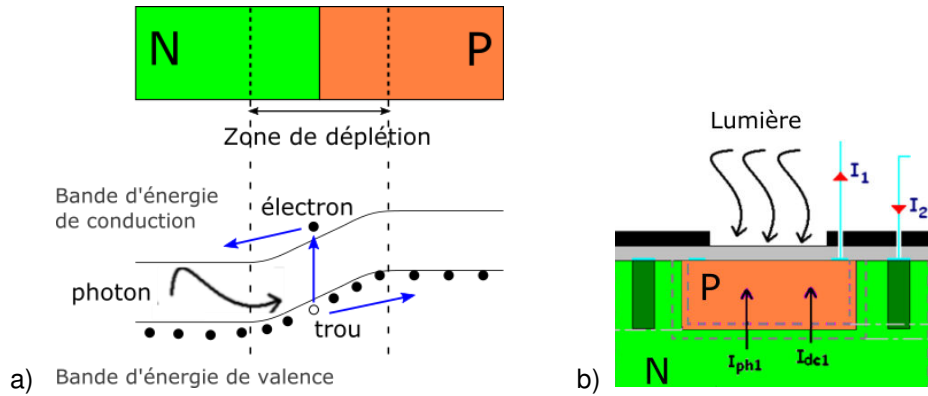 N P
Zone de déplétion
Bande d'énergie
de conduction
électron
photon
trou
Bande d'énergie de valence
a)
Lumière
I1
I2
P
Iph1 Idc1
N
b)